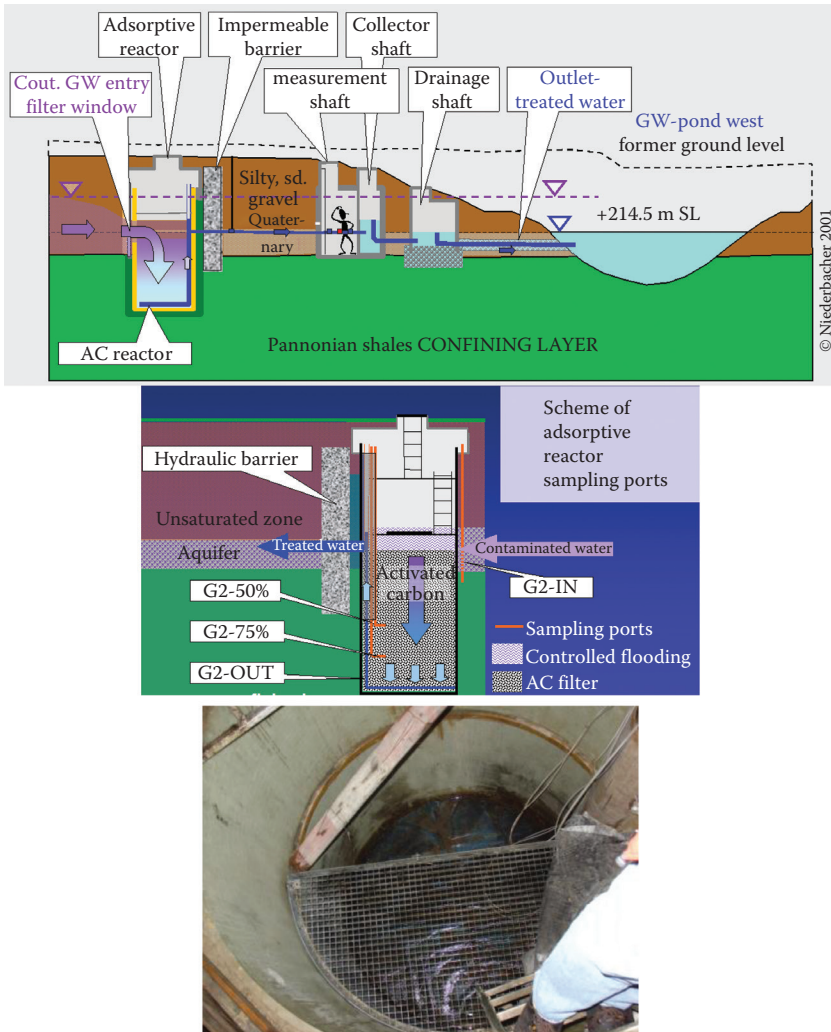 Adsorptive
reactor
Impermeable
barrier
Collector
shaft
Cout. GW entry
filter window
measurement
shaft
Drainage
shaft
Outlet-
treated water
GW-pond west
former ground level
Silty, sd.
gravel
Quater-
nary
+214.5 m SL
AC reactor
Pannonian shales CONFINING LAYER
© Niederbacher 2001
Scheme of
adsorptive
reactor
sampling ports
Hydraulic barrier
Unsaturated zone
Aquifer
Treated water
Contaminated water
Activated
carbon
G2-IN
G2-50%
G2-75%
G2-OUT
Sampling ports
Controlled flooding
AC filter